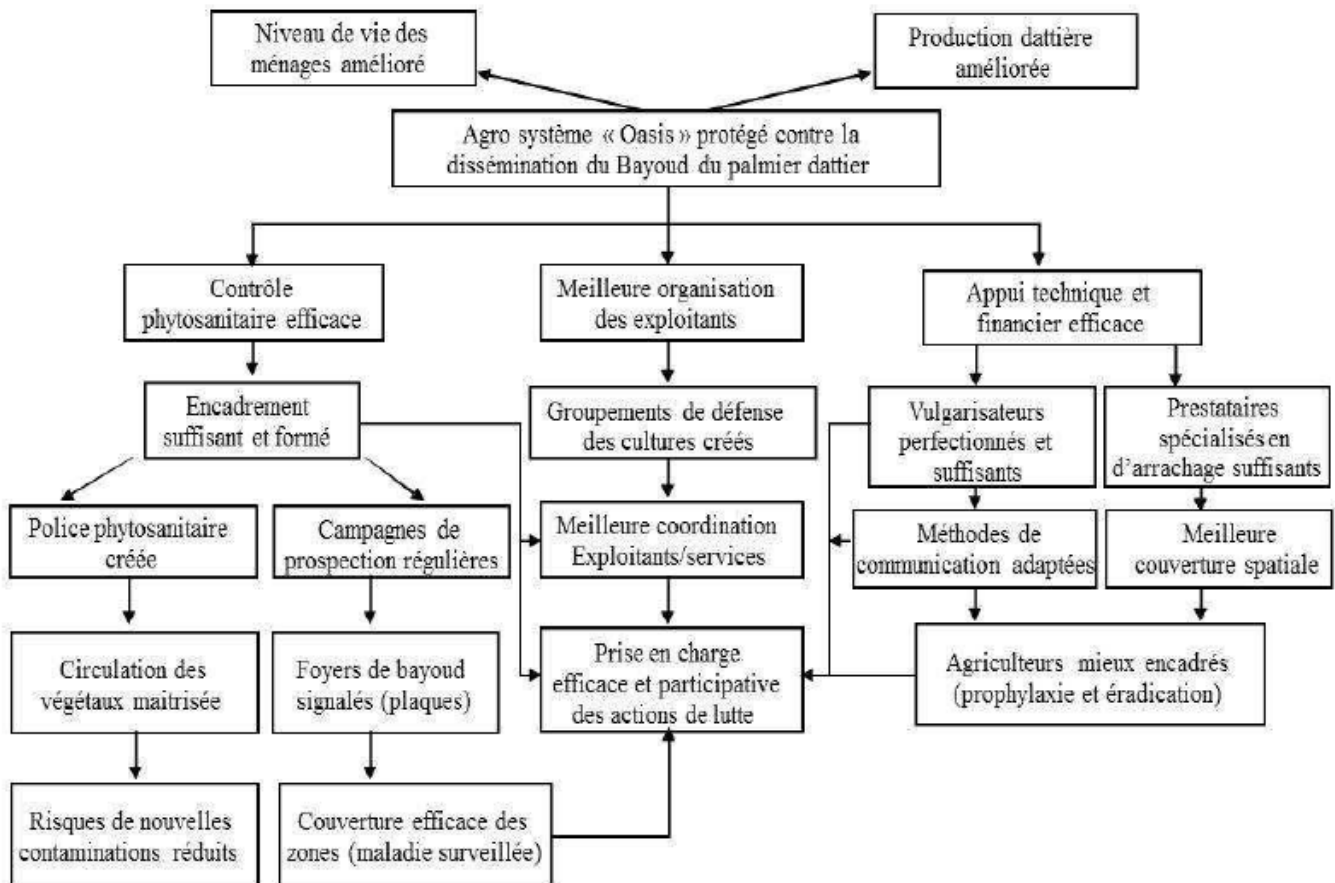 Niveau de vie des
ménages amélioré
Production dattière
améliorée
Agro système « Oasis » protégé contre la
dissémination du Bayoud du palmier dattier
Contrôle
phytosanitaire efficace
Meilleure organisation
des exploitants
Appui technique et
financier efficace
Encadrement
suffisant et formé
Groupements de défense
des cultures créés
Vulgarisateurs
perfectionnés et
suffisants
Prestataires
spécialisés en
d’arrachage suffisants
Police phytosanitaire
créée
Campagnes de
prospection régulières
Meilleure coordination
Exploitants/services
Méthodes de
communication adaptées
Meilleure
couverture spatiale
Circulation des
végétaux maitrisée
Foyers de bayoud
signalés (plaques)
Prise en charge
efficace et participative
des actions de lutte
Agriculteurs mieux encadrés
(prophylaxie et éradication)
Risques de nouvelles
contaminations réduits
Couverture efficace des
zones (maladie surveillée)